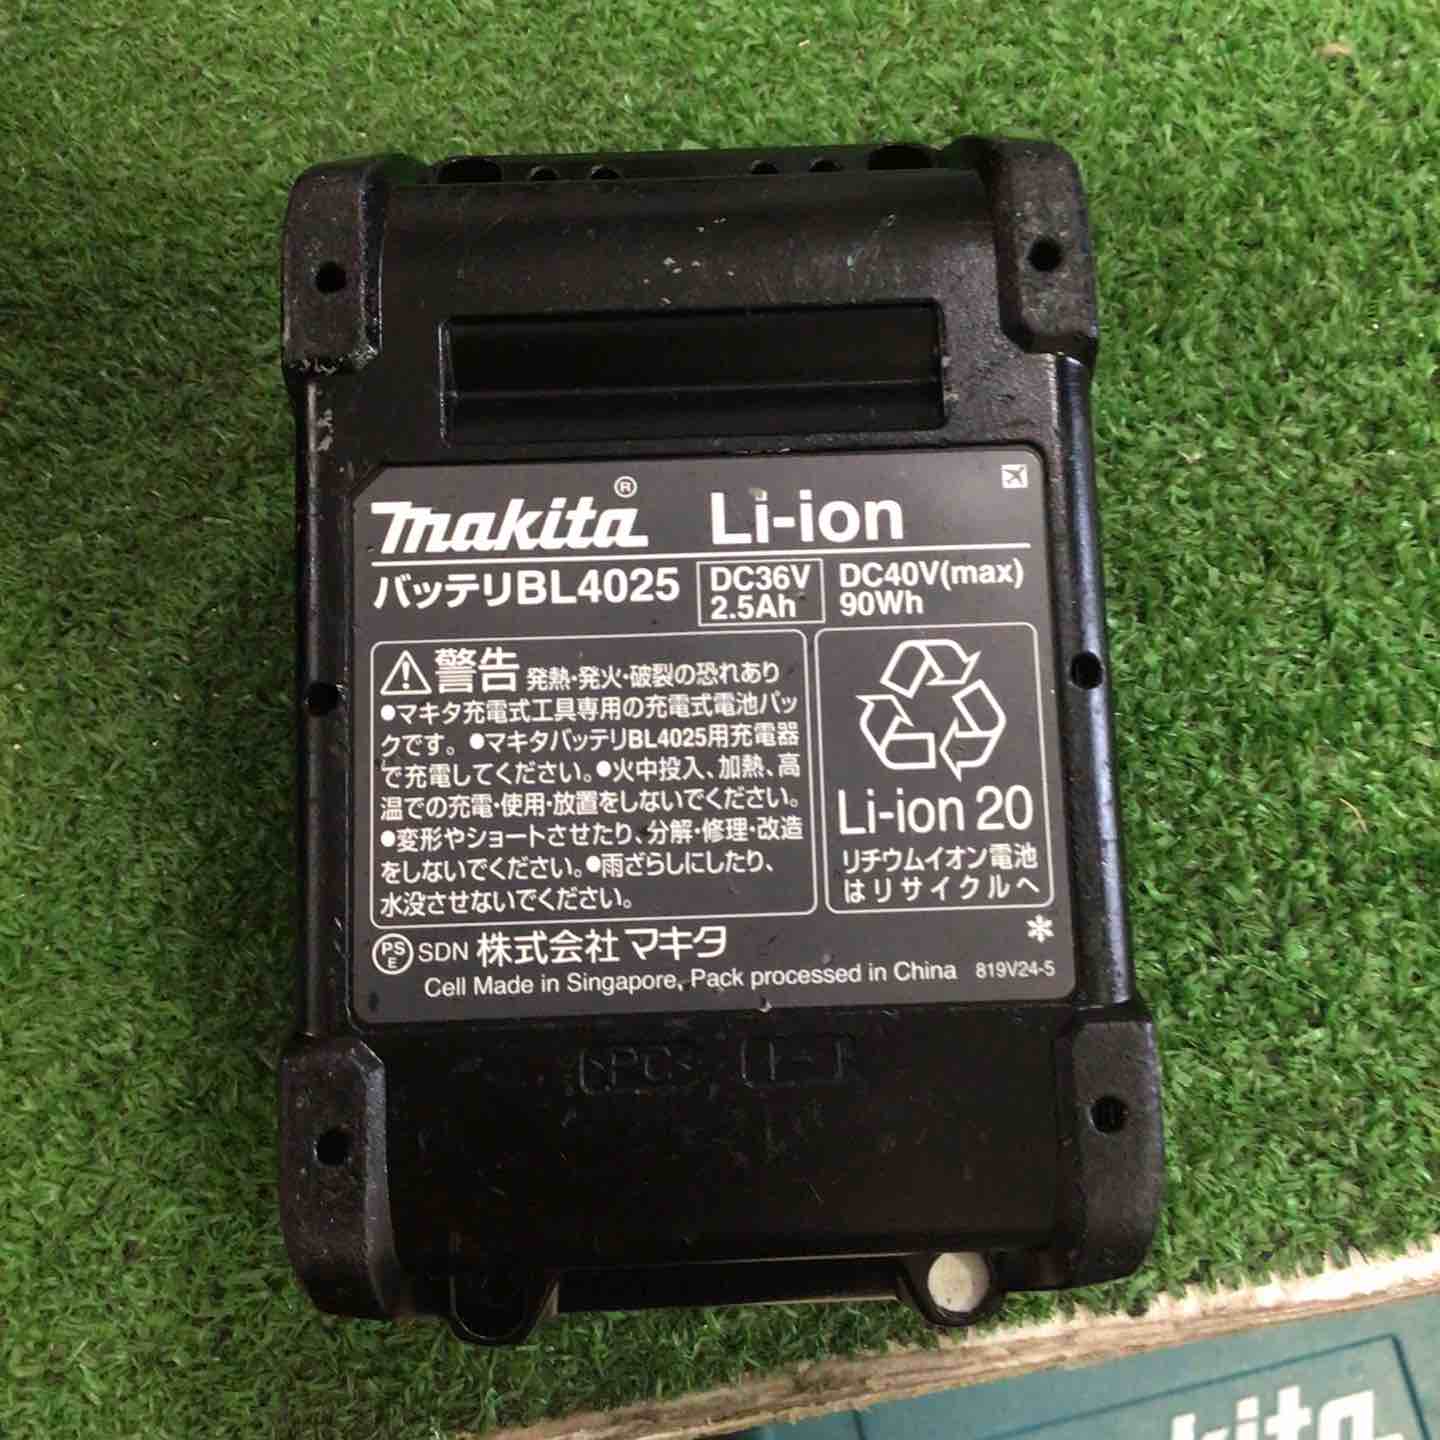 makita® Li-ion
バッテリBL4025 DC36V 2.5Ah DC40V(max) 90Wh
警告 発熱・発火・破裂の恐れあり
●マキタ充電式工具専用の充電式電池パッ
クです。●マキタバッテリBL4025用充電器
で充電してください。●火中投入、加熱、高
温での充電・使用・放置をしないでください。
●変形やショートさせたり、分解・修理・改造
をしないでください。●雨ざらしにしたり、
水没させないでください。
Li-ion 20
リチウムイオン電池
はリサイクルへ
PSE SDN 株式会社マキタ
Cell Made in Singapore, Pack processed in China 819V24-5
>PC<
kita